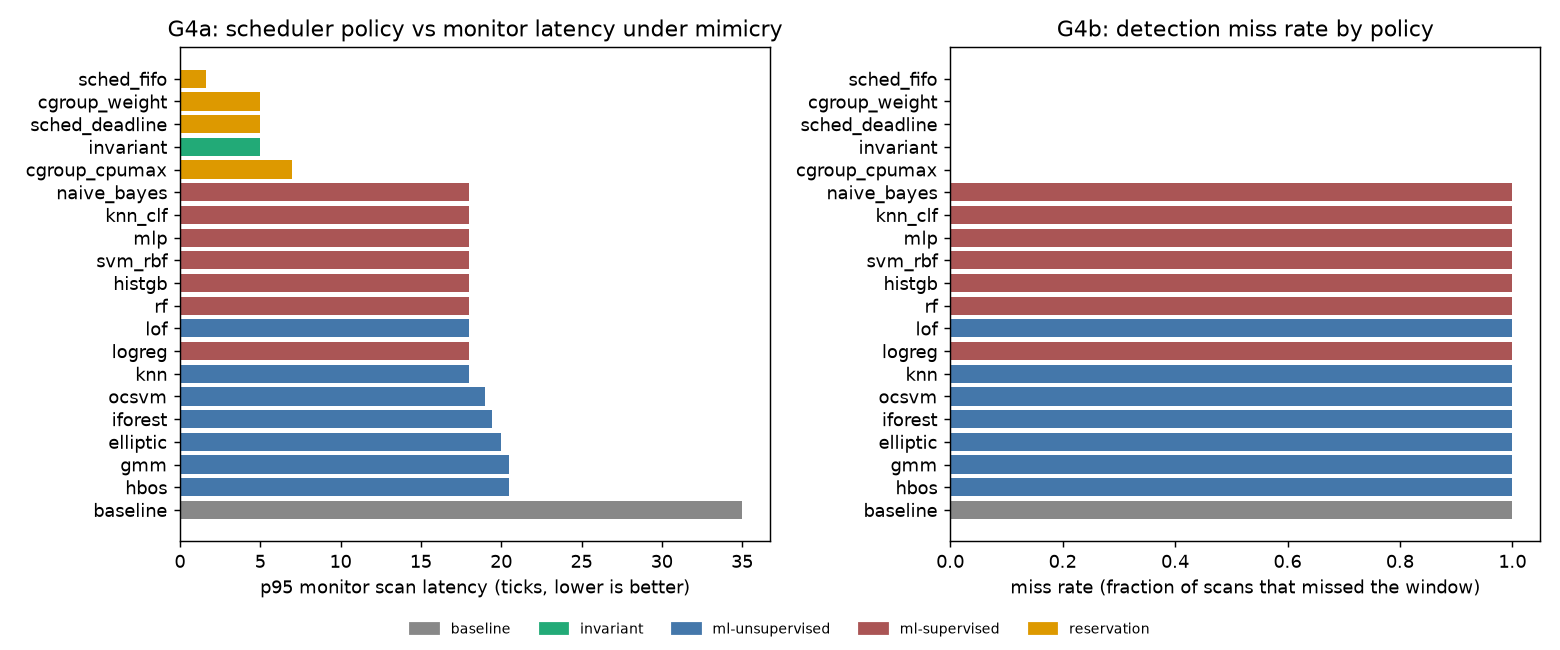 G4a: scheduler policy vs monitor latency under mimicry
sched_fifo
cgroup_weight
sched_deadline
invariant
cgroup_cpumax
naive_bayes
knn_clf
mlp
svm_rbf
histgb
rf
lof
logreg
knn
ocsvm
iforest
elliptic
gmm
hbos
baseline
0 5 10 15 20 25 30 35
p95 monitor scan latency (ticks, lower is better)
G4b: detection miss rate by policy
sched_fifo
cgroup_weight
sched_deadline
invariant
cgroup_cpumax
naive_bayes
knn_clf
mlp
svm_rbf
histgb
rf
lof
logreg
knn
ocsvm
iforest
elliptic
gmm
hbos
baseline
0.0 0.2 0.4 0.6 0.8 1.0
miss rate (fraction of scans that missed the window)
baseline invariant ml-unsupervised ml-supervised reservation